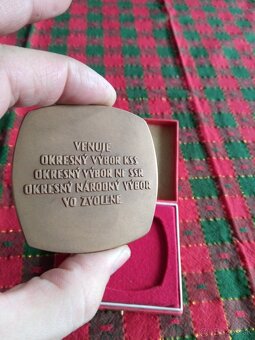 VENUJE
OKRESNÝ VÝBOR KSS
OKRESNÝ VÝBOR NF SSR
OKRESNÝ NÁRODNÝ VÝBOR
VO ZVOLENE